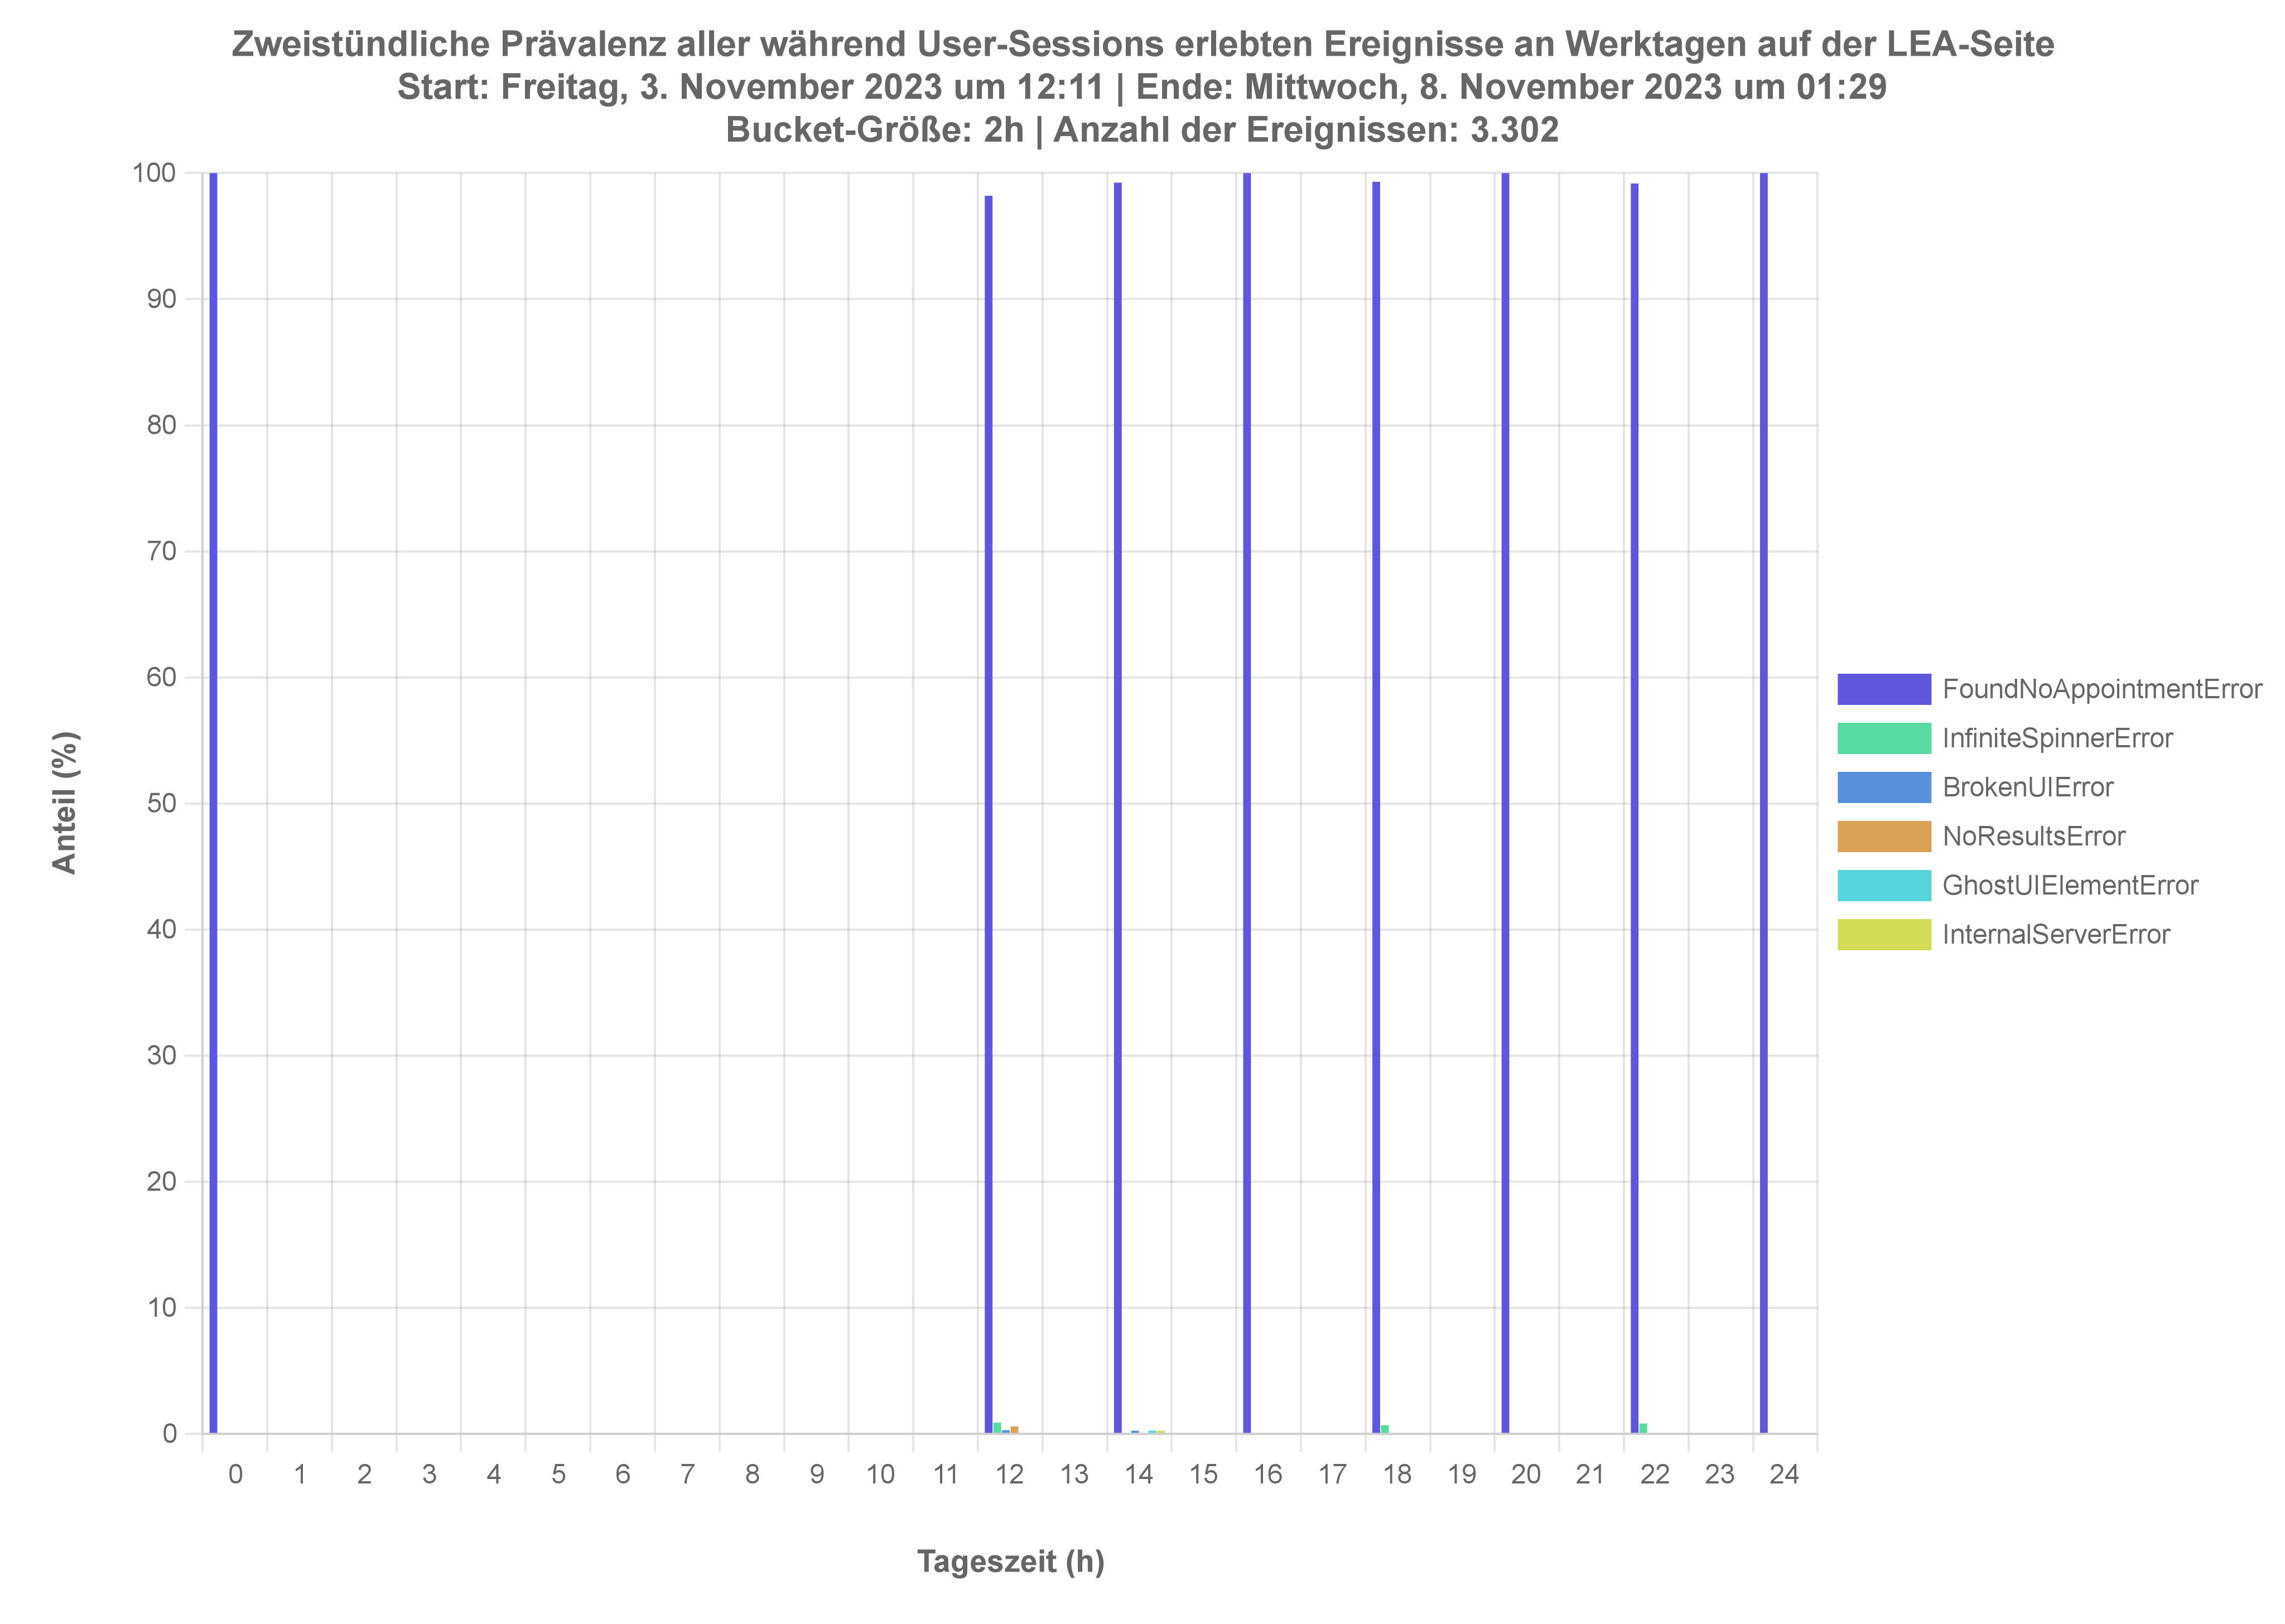 Zweistündliche Prävalenz aller während User-Sessions erlebten Ereignisse an Werktagen auf der LEA-Seite
Start: Freitag, 3. November 2023 um 12:11 | Ende: Mittwoch, 8. November 2023 um 01:29
Bucket-Größe: 2h | Anzahl der Ereignissen: 3.302
100
90
80
70
60
50
40
30
20
10
0
Anteil (%)
0 1 2 3 4 5 6 7 8 9 10 11 12 13 14 15 16 17 18 19 20 21 22 23 24
Tageszeit (h)
FoundNoAppointmentError
InfiniteSpinnerError
BrokenUIError
NoResultsError
GhostUIElementError
InternalServerError